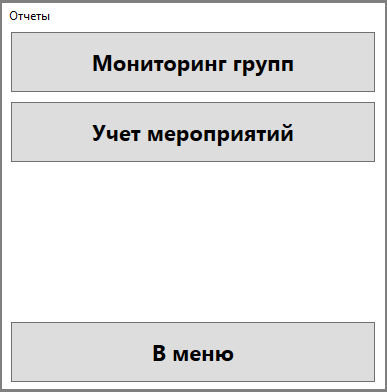 Отчеты
Мониторинг групп
Учет мероприятий
В меню